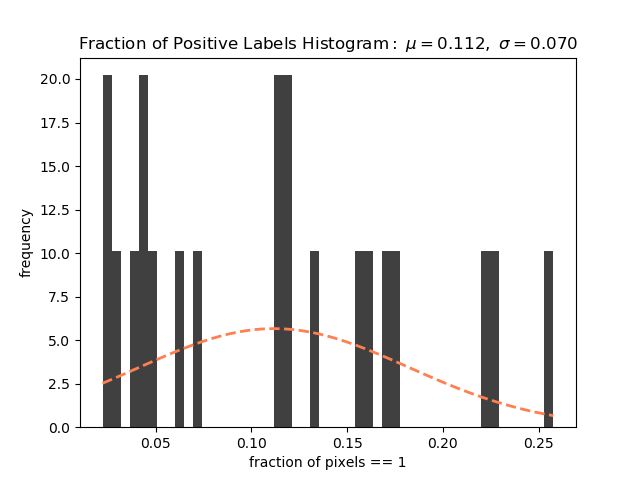 Fraction of Positive Labels Histogram : μ = 0.112, σ = 0.070
frequency
20.0
17.5
15.0
12.5
10.0
7.5
5.0
2.5
0.0
0.05 0.10 0.15 0.20 0.25
fraction of pixels == 1